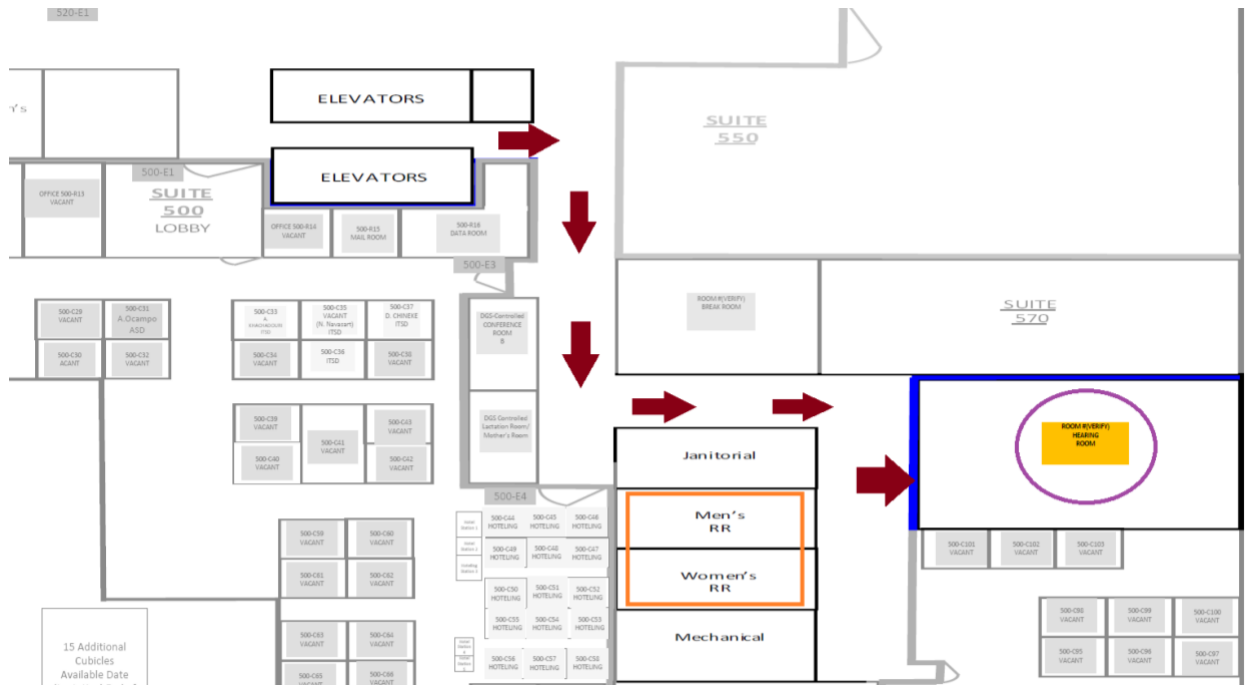 520-E1
n's
ELEVATORS
SUITE
550
ELEVATORS
500-E1
OFFICE 500-R13
VACANT
SUITE
500
LOBBY
OFFICE 500-R14
VACANT
500-R15
MAIL ROOM
500-R16
DATA ROOM
500-E3
ROOM #(VERIFY)
BREAK ROOM
SUITE
570
500-C29
VACANT
500-C31
A.Ocampo
ASD
500-C33
A.
ITSD
500-C35
VACANT
(N. Navasart)
ITSD
500-C37
D. CHINEKE
ITSD
DGS-Controlled
CONFERENCE
ROOM
B
500-C30
ACANT
500-C32
VACANT
500-C34
VACANT
500-C36
ITSD
500-C38
VACANT
500-C39
VACANT
500-C41
VACANT
500-C43
VACANT
500-C40
VACANT
500-C42
VACANT
DGS Controlled
Lactation Room/
Mother's Room
ROOM #(VERIFY)
HEARING
ROOM
Janitorial
Men's
RR
Women's
RR
Mechanical
500-E4
500-C44
HOTELING
500-C45
HOTELING
500-C46
HOTELING
500-C49
HOTELING
500-C48
HOTELING
500-C47
HOTELING
500-C50
HOTELING
500-C51
HOTELING
500-C52
HOTELING
500-C55
HOTELING
500-C54
HOTELING
500-C53
HOTELING
500-C56
HOTELING
500-C57
HOTELING
500-C58
HOTELING
500-C59
VACANT
500-C60
VACANT
500-C61
VACANT
500-C62
VACANT
500-C63
VACANT
500-C64
VACANT
500-C65
VACANT
500-C66
VACANT
500-C101
VACANT
500-C102
VACANT
500-C103
VACANT
500-C98
VACANT
500-C99
VACANT
500-C100
VACANT
500-C95
VACANT
500-C96
VACANT
500-C97
VACANT
15 Additional
Cubicles
Available Date